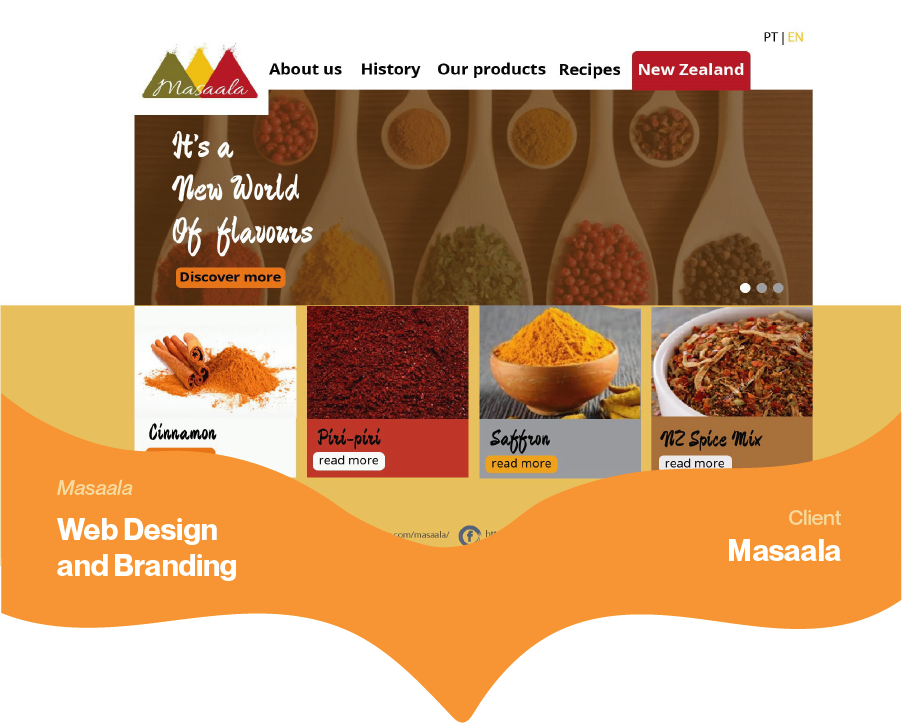 PT | EN
Masaala
About us History Our products Recipes New Zealand
It's a
New World
Of flavours
Discover more
Cinnamon Piri-piri Saffron NZ Spice Mix
read more read more read more
Masaala
Web Design
and Branding
.com/masaala/
Client
Masaala